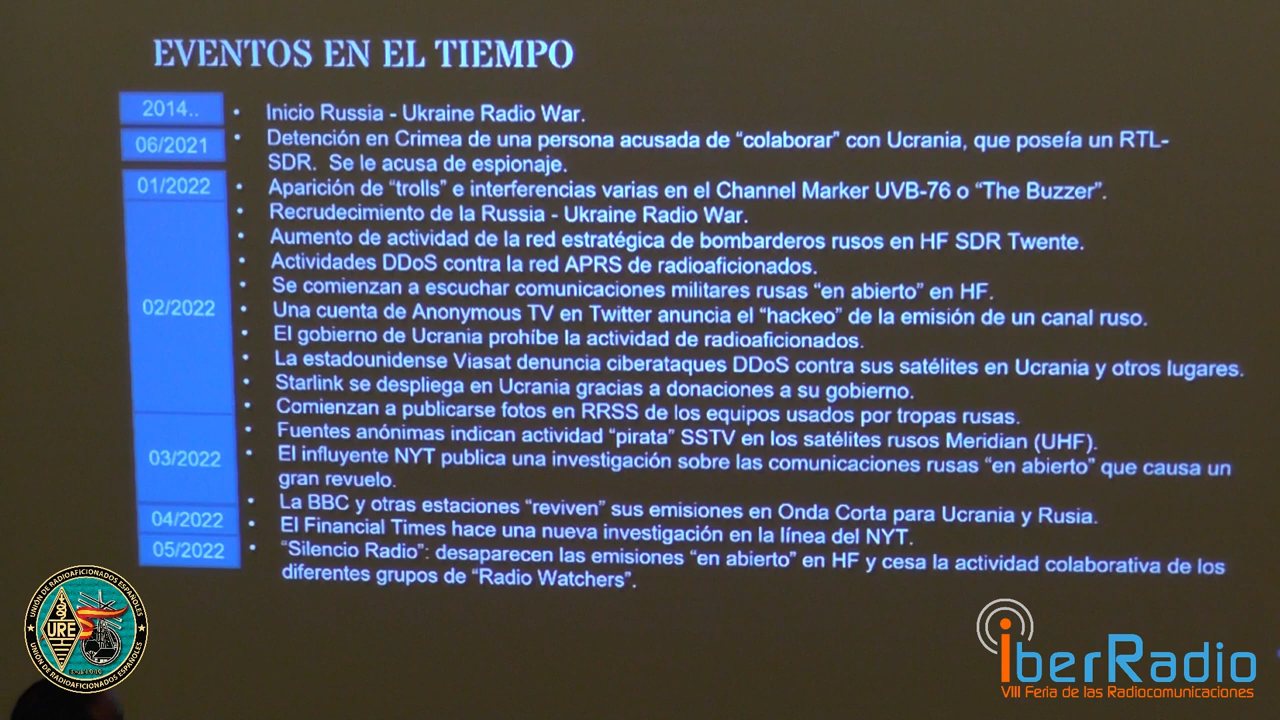 EVENTOS EN EL TIEMPO
2014..
• Inicio Russia - Ukraine Radio War.
06/2021
• Detención en Crimea de una persona acusada de “colaborar” con Ucrania, que poseía un RTL-
SDR. Se le acusa de espionaje.
01/2022
• Aparición de “trolls” e interferencias varias en el Channel Marker UVB-76 o “The Buzzer”.
• Recrudecimiento de la Russia - Ukraine Radio War.
• Aumento de actividad de la red estratégica de bombarderos rusos en HF SDR Twente.
• Actividades DDoS contra la red APRS de radioaficionados.
• Se comienzan a escuchar comunicaciones militares rusas “en abierto” en HF.
02/2022
• Una cuenta de Anonymous TV en Twitter anuncia el “hackeo” de la emisión de un canal ruso.
• El gobierno de Ucrania prohíbe la actividad de radioaficionados.
• La estadounidense Viasat denuncia ciberataques DDoS contra sus satélites en Ucrania y otros lugares.
• Starlink se despliega en Ucrania gracias a donaciones a su gobierno.
• Comienzan a publicarse fotos en RRSS de los equipos usados por tropas rusas.
• Fuentes anónimas indican actividad “pirata” SSTV en los satélites rusos Meridian (UHF).
03/2022
• El influyente NYT publica una investigación sobre las comunicaciones rusas “en abierto” que causa un
gran revuelo.
• La BBC y otras estaciones “reviven” sus emisiones en Onda Corta para Ucrania y Rusia.
04/2022
• El Financial Times hace una nueva investigación en la línea del NYT.
05/2022
• “Silencio Radio”: desaparecen las emisiones “en abierto” en HF y cesa la actividad colaborativa de los
diferentes grupos de “Radio Watchers”.
UNIÓN DE RADIOAFICIONADOS ESPAÑOLES
URE
UNIÓN DE RADIOAFICIONADOS ESPAÑOLES
iberRadio
VIII Feria de las Radiocomunicaciones